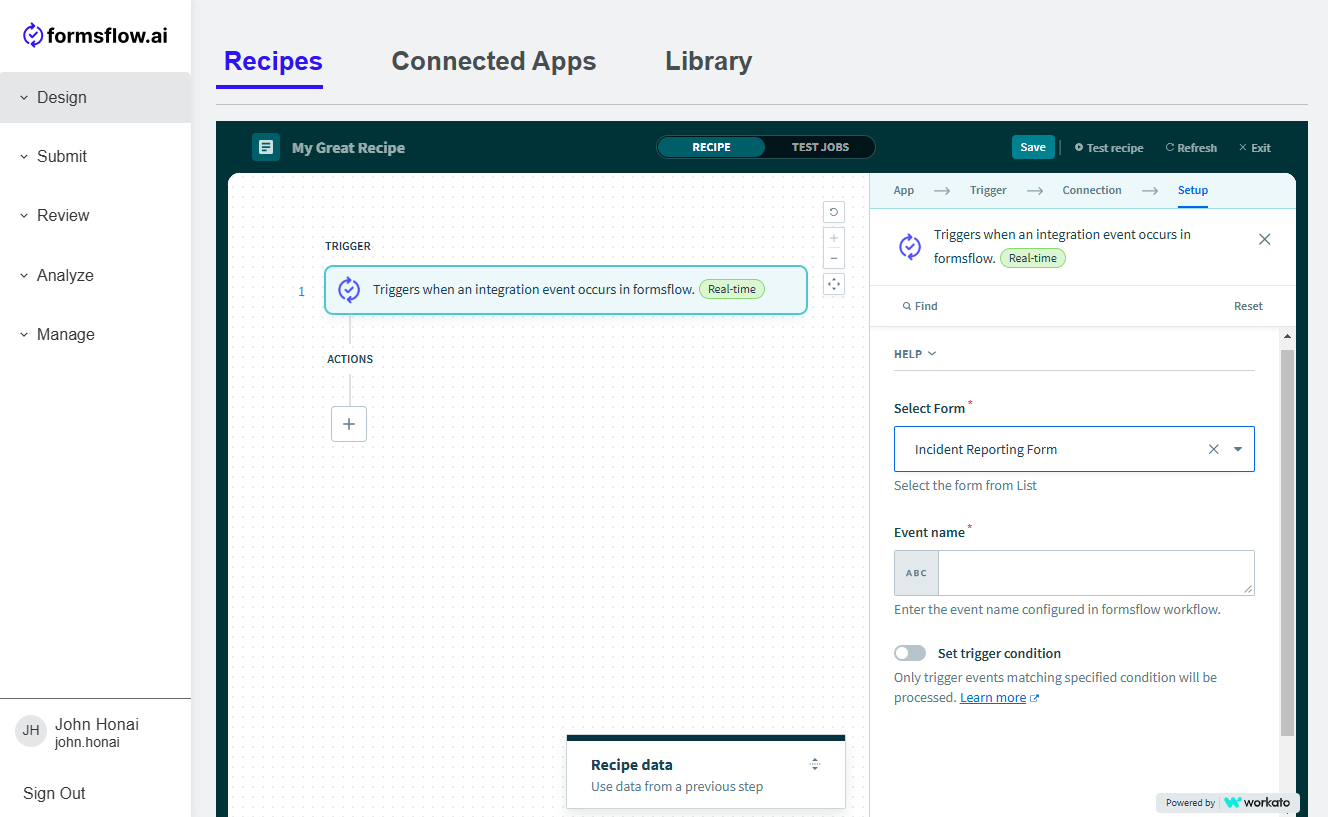 formsflow.ai
Design
Submit
Review
Analyze
Manage
JH
John Honai
john.honai
Sign Out
Recipes
Connected Apps
Library
My Great Recipe
RECIPE
TEST JOBS
Save
Test recipe
Refresh
Exit
TRIGGER
1
Triggers when an integration event occurs in formsflow. Real-time
ACTIONS
Recipe data
Use data from a previous step
App
Trigger
Connection
Setup
Triggers when an integration event occurs in
formsflow. Real-time
Find
Reset
HELP
Select Form *
Incident Reporting Form
Select the form from List
Event name *
ABC
Enter the event name configured in formsflow workflow.
Set trigger condition
Only trigger events matching specified condition will be
processed. Learn more
Powered by workato